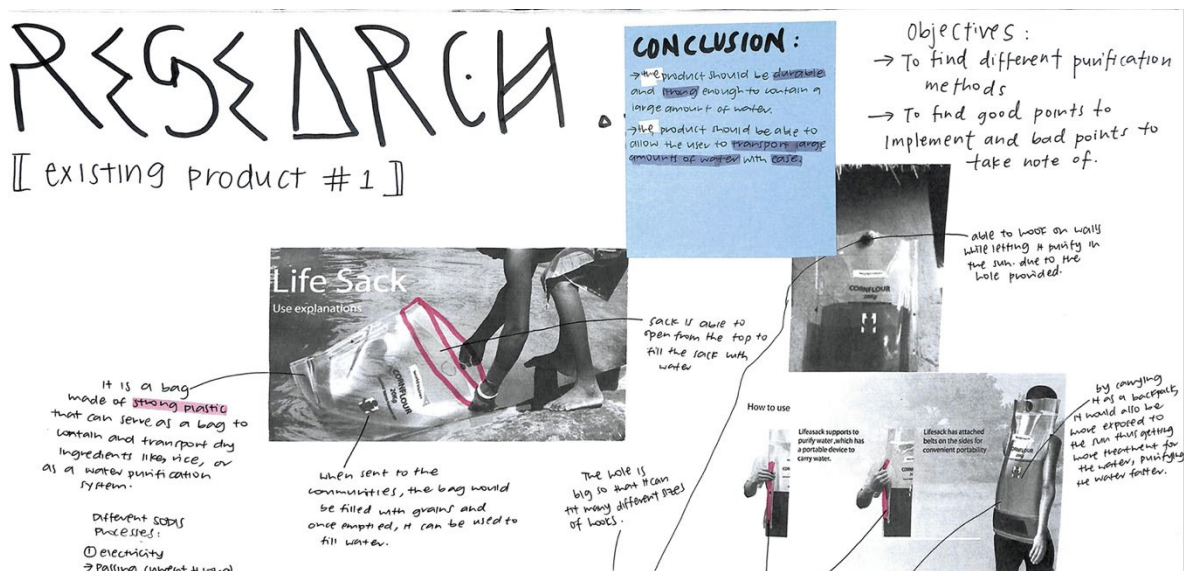 RESEARCH..
[[ existing product #1 ]]
CONCLUSION:
→ the product should be durable
and strong enough to contain a
large amount of water.
→ the product should be able to
allow the user to transport large
amounts of water with ease.
Objectives:
→ To find different purification
methods
→ To find good points to
Implement and bad points to
take note of.
able to hook on walls
while letting it purify in
the sun. due to the
hole provided.
CORNFLOUR
200g
Life Sack
Use explanations
CORNFLOUR
200g
sack is able to
open from the top to
fill the sack with
water
It is a bag
made of strong plastic
that can serve as a bag to
contain and transport dry
ingredients like, rice, or
as a water purification
system.
when sent to the
communities, the bag would
be filled with grains and
once emptied, it can be used to
fill water.
The hole is
big so that it can
fit many different sizes
of hooks.
How to use
Lifeasack supports to
purify water ,which has
a portable device to
carry water.
Lifesack has attached
belts on the sides for
convenient portability
by carrying
it as a backpack,
it would also be
more exposed to
the sun thus getting
more treatment for
the water, purifying
the water faster.
Different SODIS
Processes:
① electricity
→ Passing current through